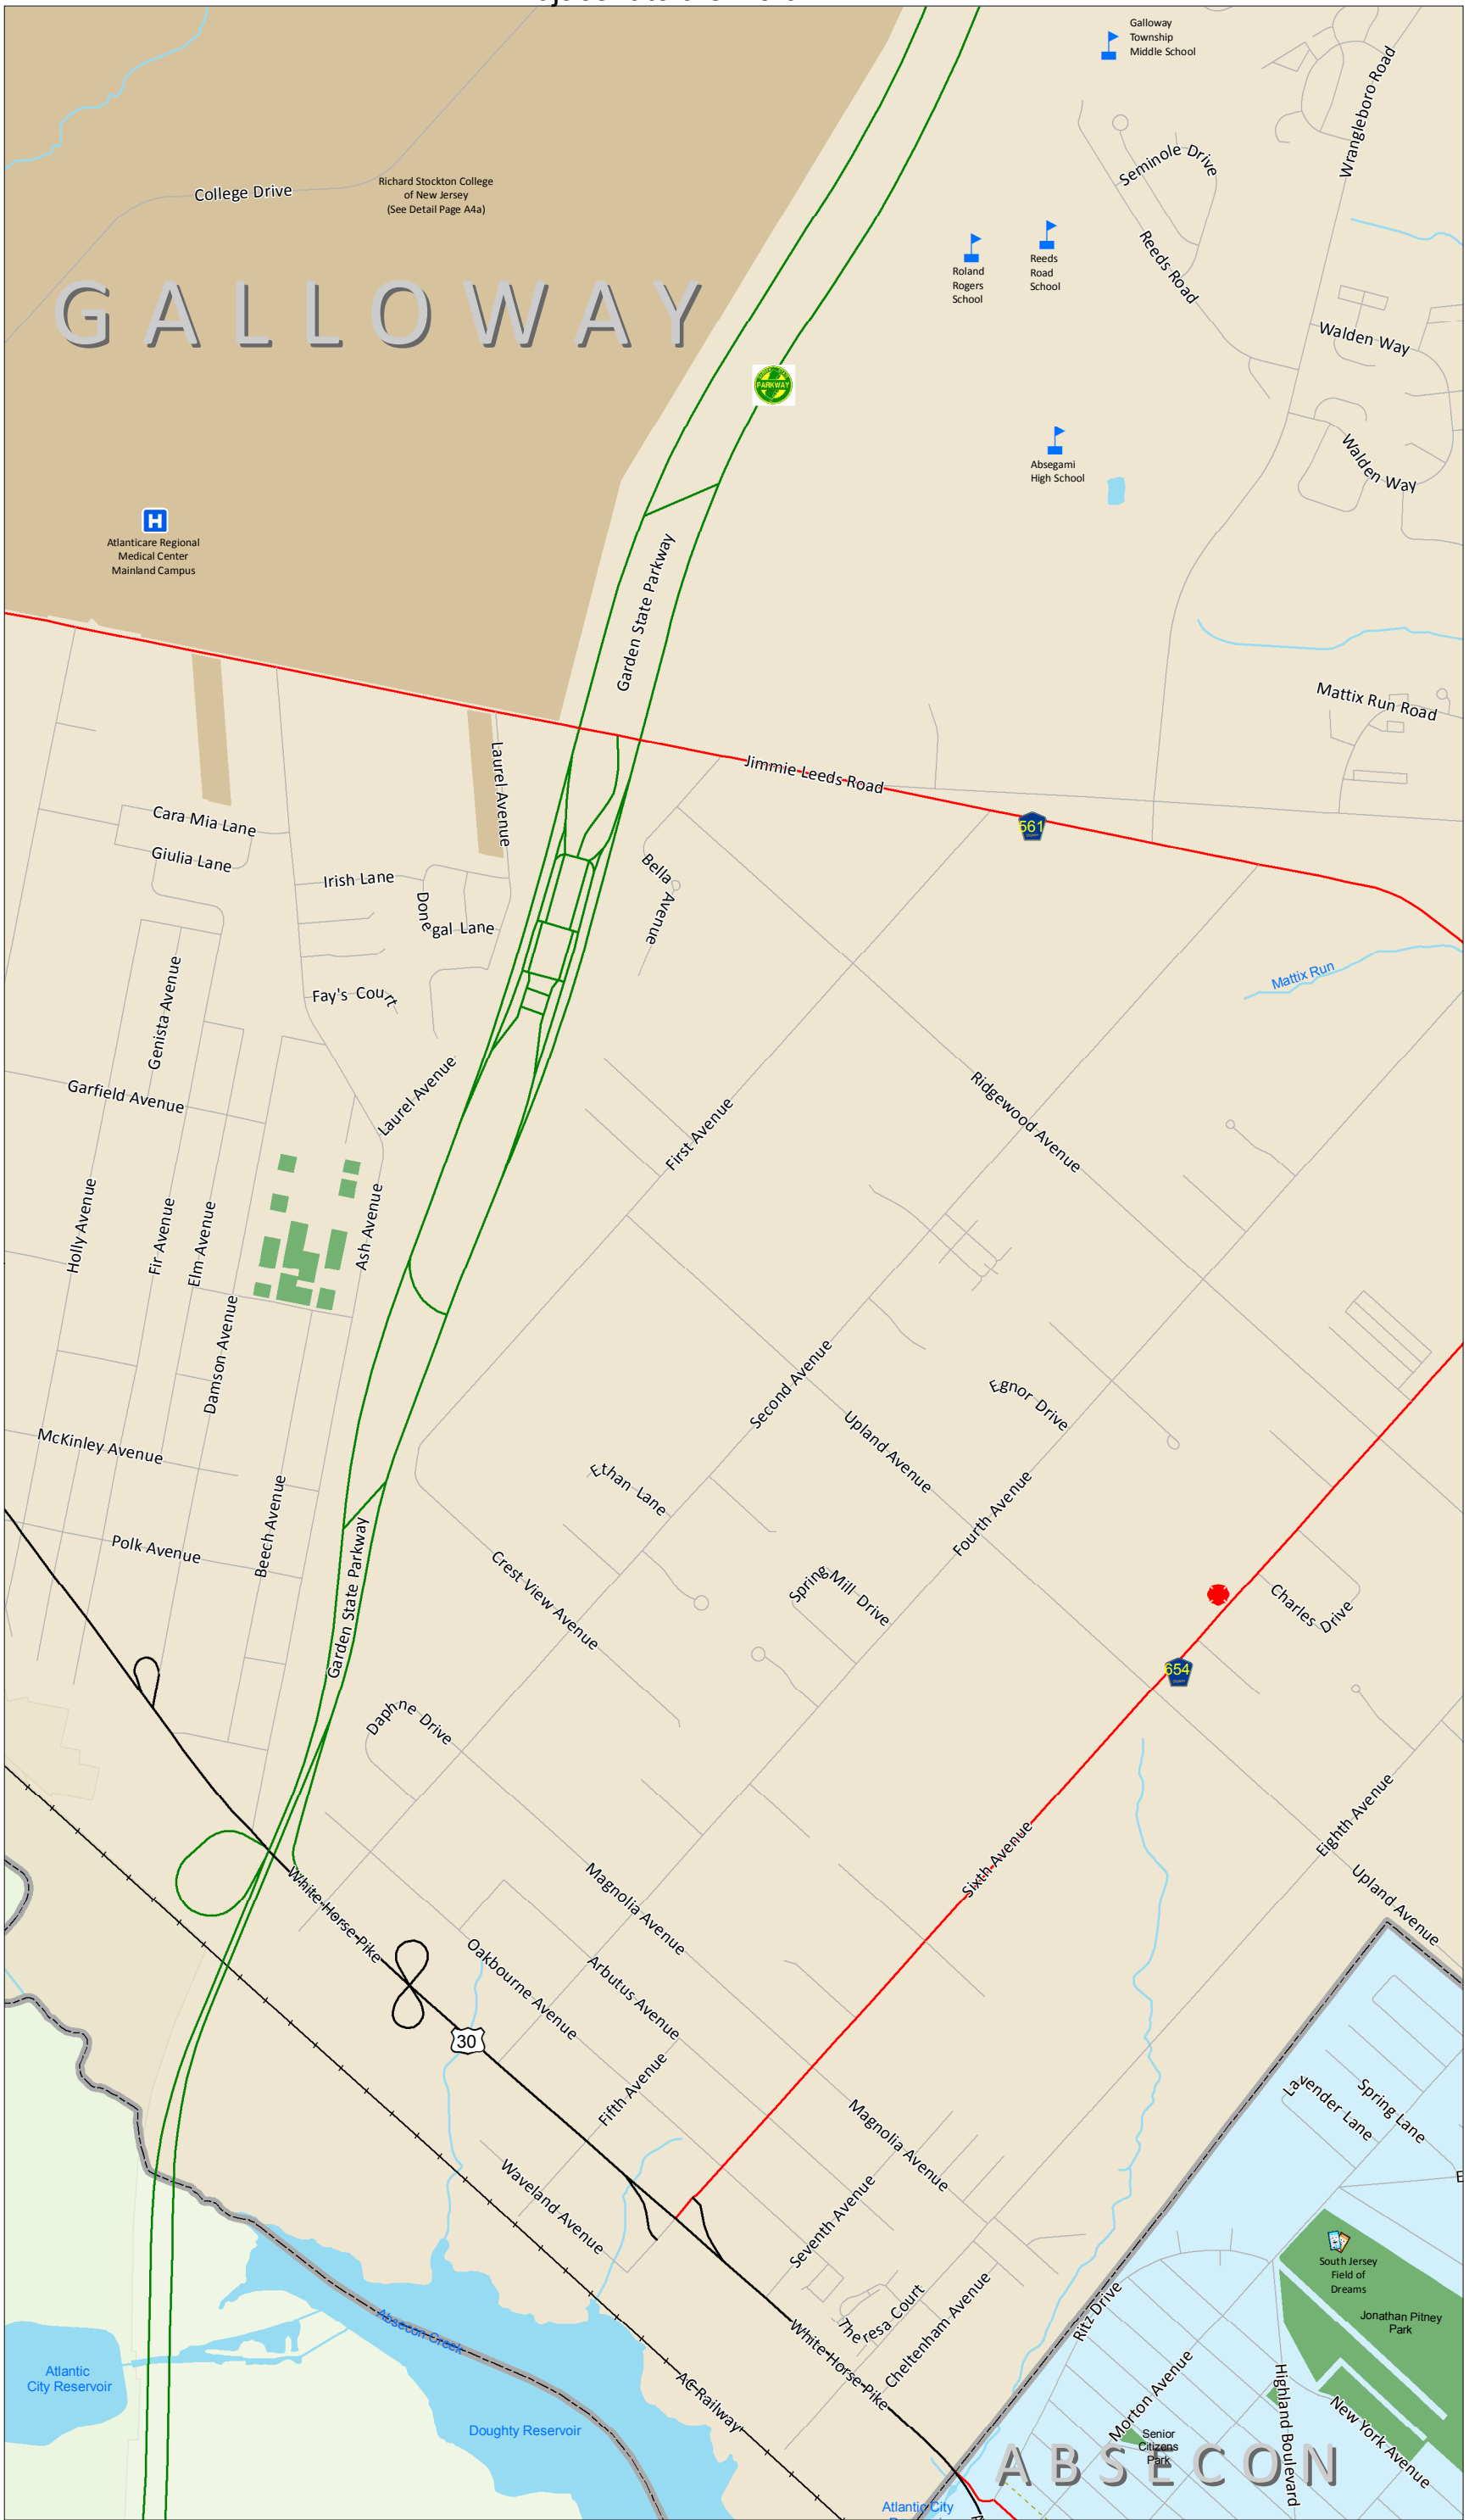 Galloway
Township
Middle School
Wrangleboro Road
Seminole Drive
College Drive
Richard Stockton College
of New Jersey
(See Detail Page A4a)
Reeds Road
Roland
Rogers
School
Reeds
Road
School
GALLOWAY
Walden Way
PARKWAY
Absegami
High School
Walden Way
Atlanticare Regional
Medical Center
Mainland Campus
H
Garden State Parkway
Mattix Run Road
Laurel Avenue
Jimmie Leeds Road
561
Cara Mia Lane
Giulia Lane
Irish Lane
Donegal Lane
Bella Avenue
Fay's Court
Genista Avenue
Mattix Run
Garfield Avenue
Laurel Avenue
First Avenue
Ridgewood Avenue
Holly Avenue
Fir Avenue
Elm Avenue
Ash Avenue
Damson Avenue
Second Avenue
Egnor Drive
Upland Avenue
McKinley Avenue
Ethan Lane
Fourth Avenue
Beech Avenue
Polk Avenue
Garden State Parkway
Crest View Avenue
Spring Mill Drive
Charles Drive
654
Daphne Drive
Eighth Avenue
Sixth Avenue
Upland Avenue
White Horse Pike
Magnolia Avenue
Oakbourne Avenue
Arbutus Avenue
30
Fifth Avenue
Lavender Lane
Spring Lane
Magnolia Avenue
Waveland Avenue
Seventh Avenue
South Jersey
Field of
Dreams
Jonathan Pitney
Park
Theresa Court
Cheltenham Avenue
Ritz Drive
Absecon Creek
White Horse Pike
Atlantic
City Reservoir
AC Railway
Morton Avenue
Highland Boulevard
New York Avenue
Doughty Reservoir
Senior
Citizens
Park
ABSECON
Atlantic City